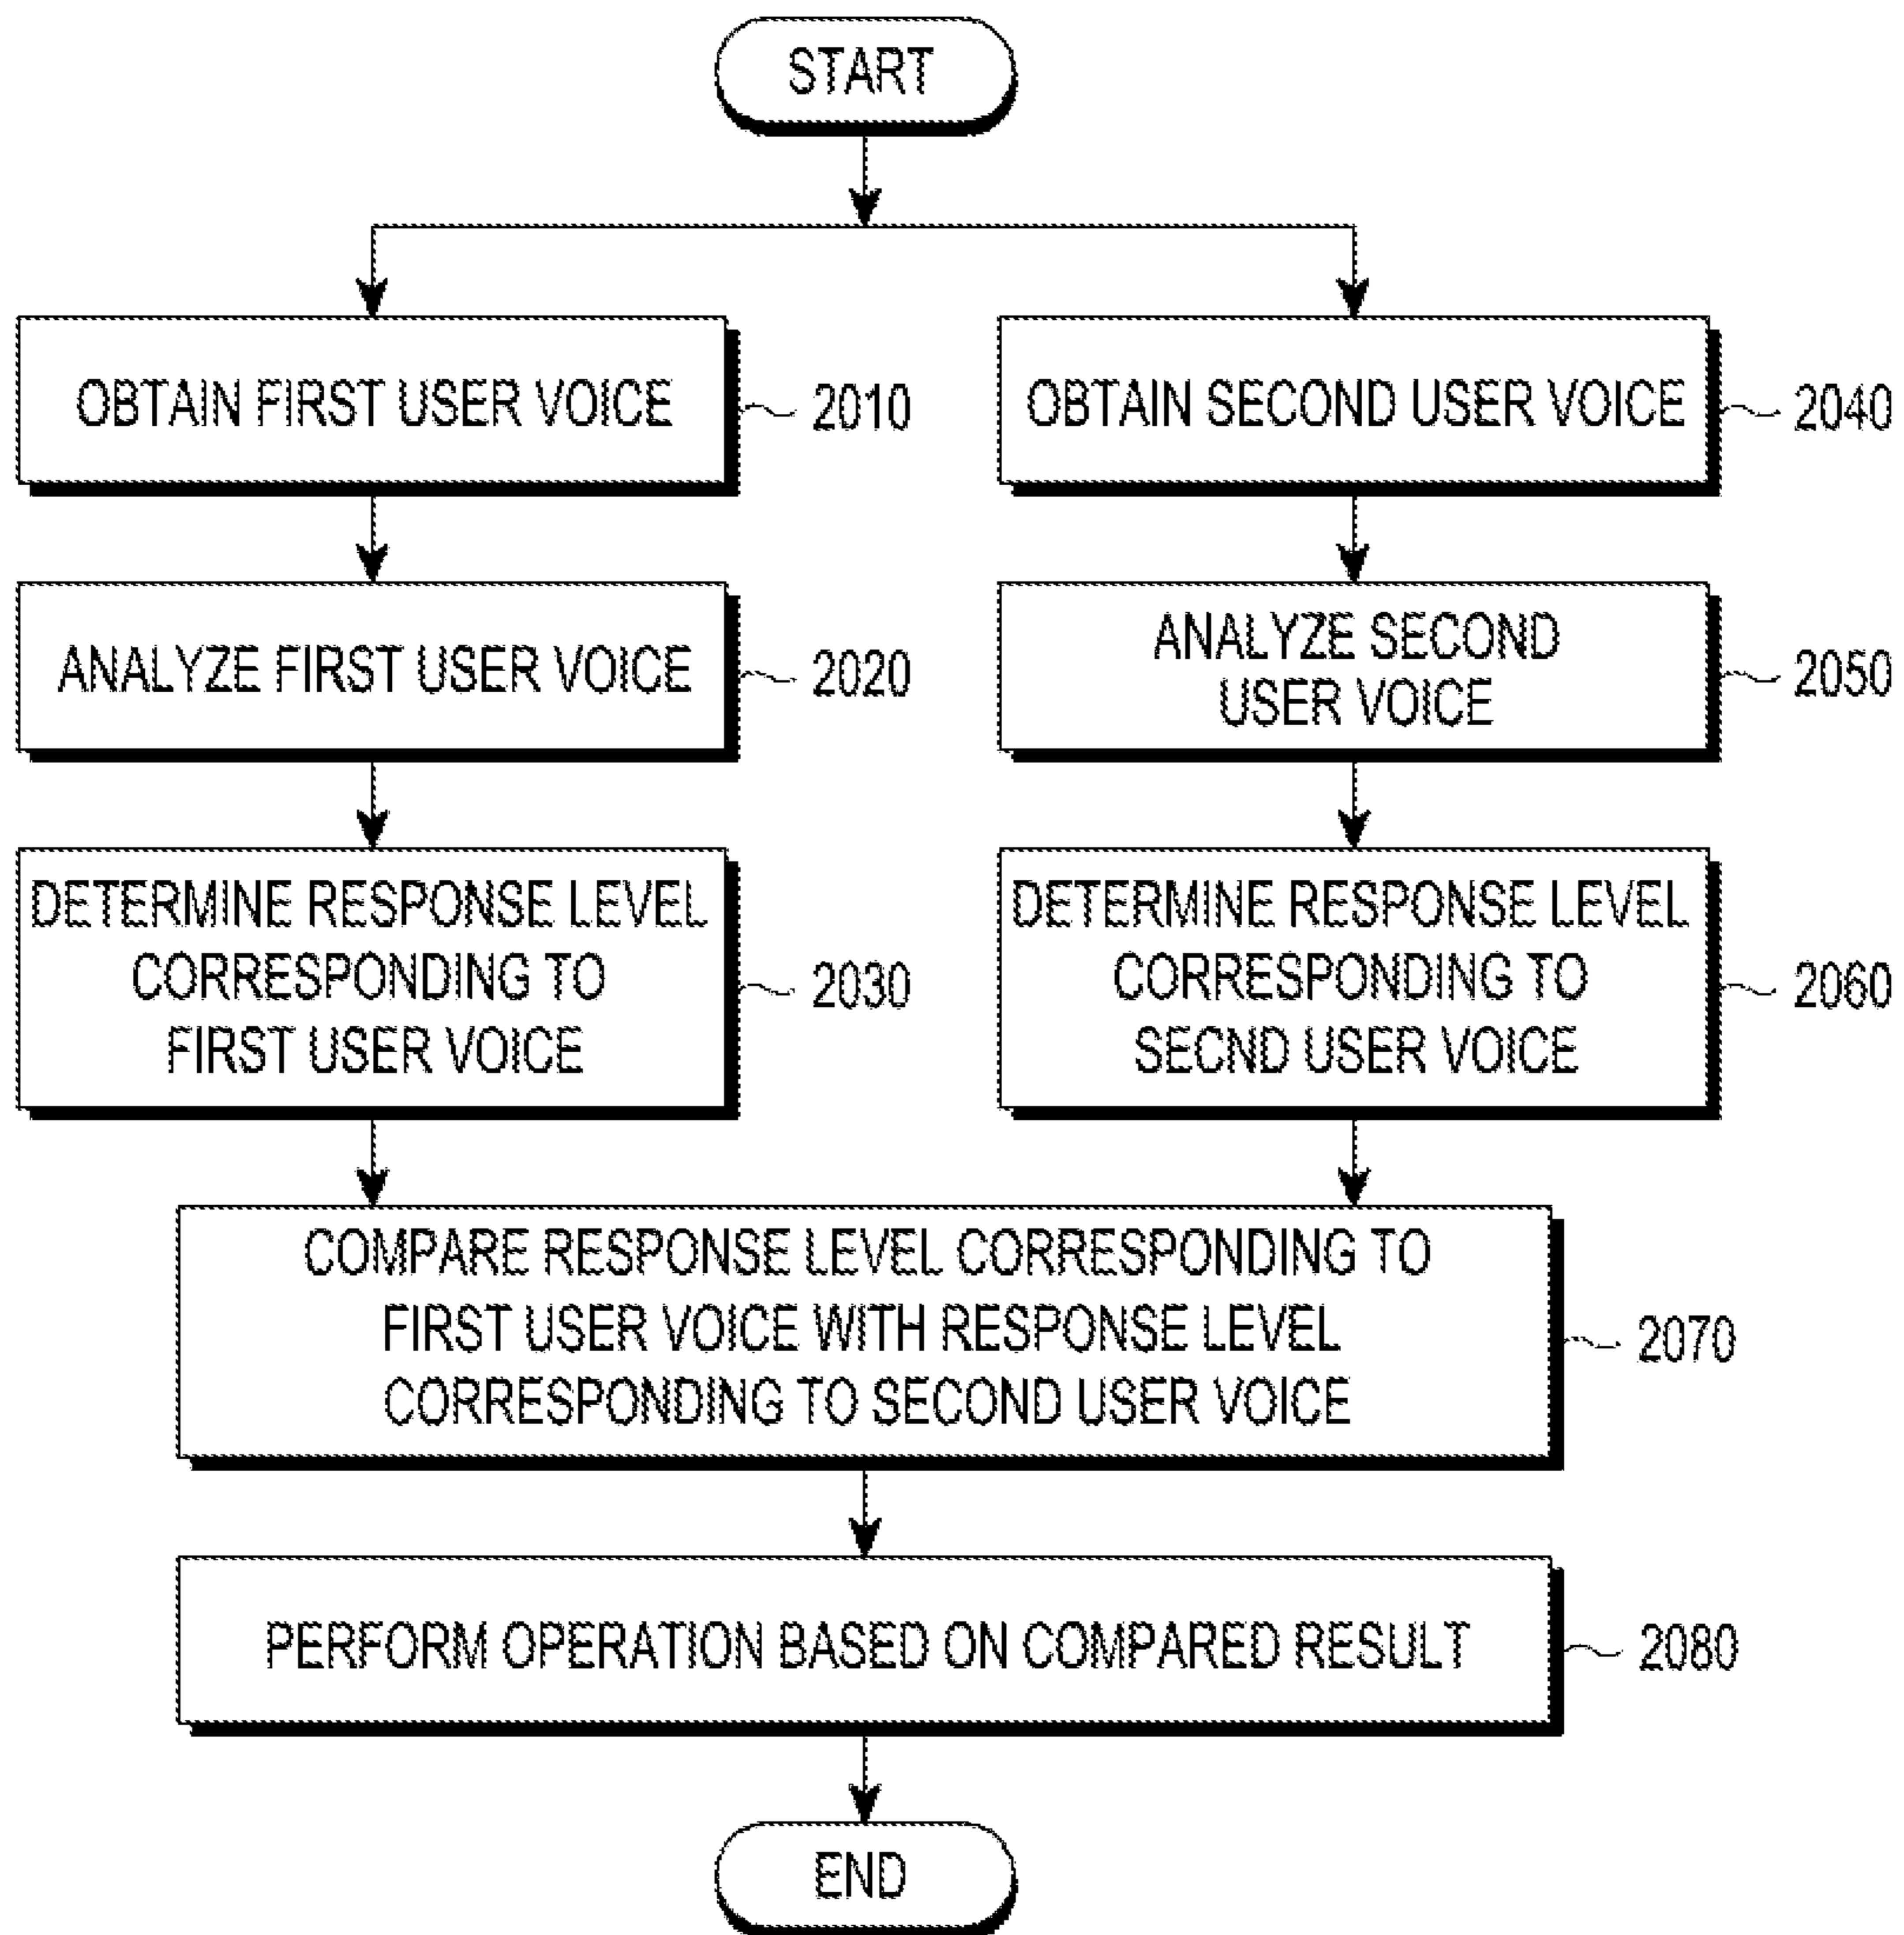 START
OBTAIN FIRST USER VOICE
2010
ANALYZE FIRST USER VOICE
2020
DETERMINE RESPONSE LEVEL
CORRESPONDING TO
FIRST USER VOICE
2030
OBTAIN SECOND USER VOICE
2040
ANALYZE SECOND
USER VOICE
2050
DETERMINE RESPONSE LEVEL
CORRESPONDING TO
SECND USER VOICE
2060
COMPARE RESPONSE LEVEL CORRESPONDING TO
FIRST USER VOICE WITH RESPONSE LEVEL
CORRESPONDING TO SECOND USER VOICE
2070
PERFORM OPERATION BASED ON COMPARED RESULT
2080
END